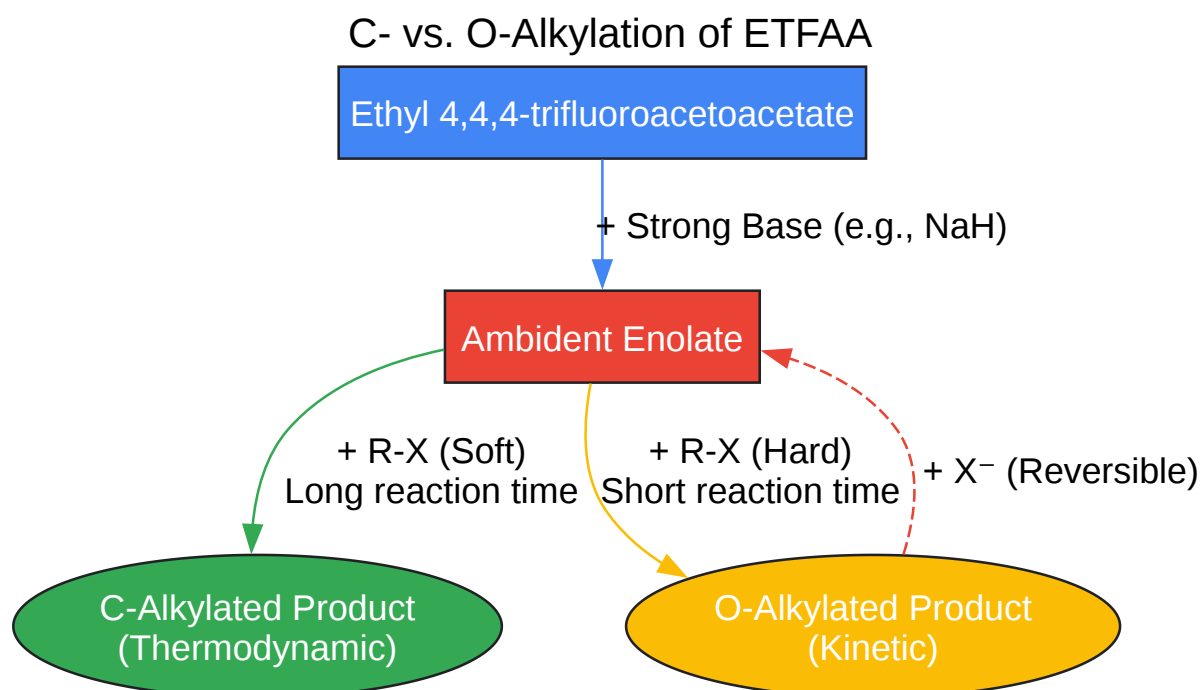 C- vs. O-Alkylation of ETFAA
Ethyl 4,4,4-trifluoroacetoacetate
+ Strong Base (e.g., NaH)
Ambident Enolate
+ R-X (Soft)
Long reaction time
+ R-X (Hard)
Short reaction time
+ X⁻ (Reversible)
C-Alkylated Product
(Thermodynamic)
O-Alkylated Product
(Kinetic)